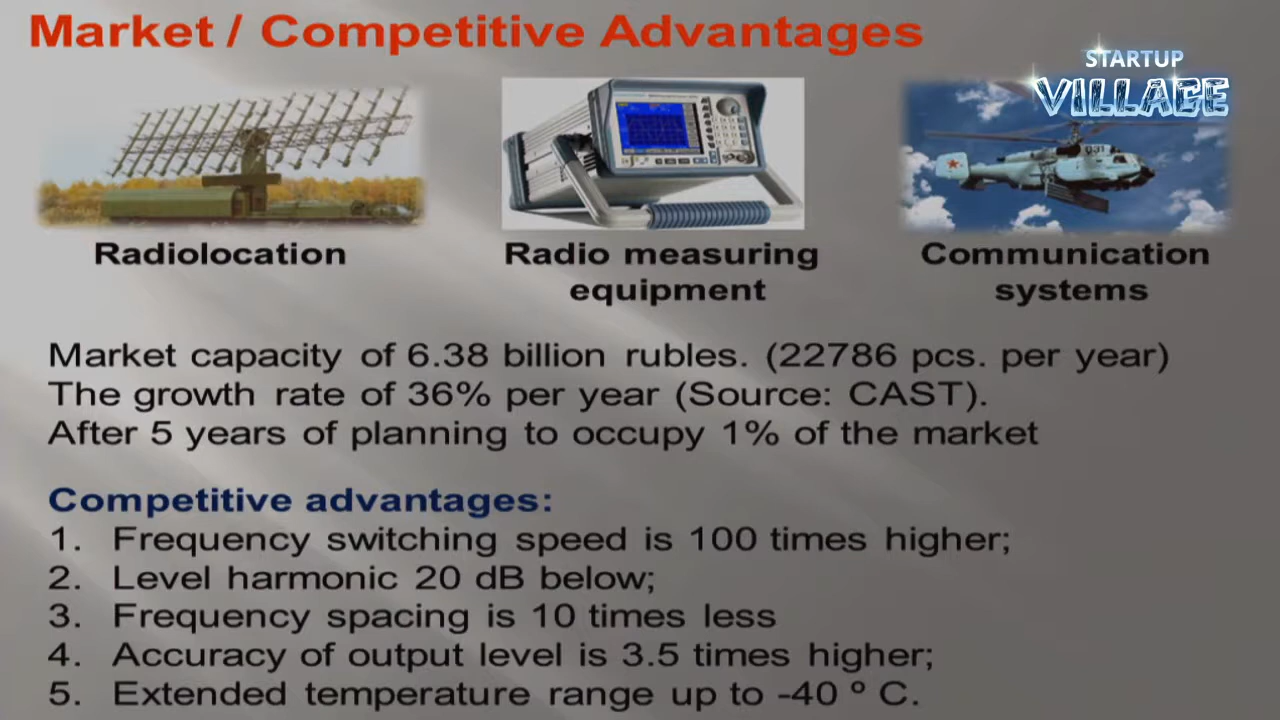 Market / Competitive Advantages
STARTUP
VILLAGE
Radiolocation
Radio measuring
equipment
Communication
systems
Market capacity of 6.38 billion rubles. (22786 pcs. per year)
The growth rate of 36% per year (Source: CAST).
After 5 years of planning to occupy 1% of the market
Competitive advantages:
1. Frequency switching speed is 100 times higher;
2. Level harmonic 20 dB below;
3. Frequency spacing is 10 times less
4. Accuracy of output level is 3.5 times higher;
5. Extended temperature range up to -40 º C.